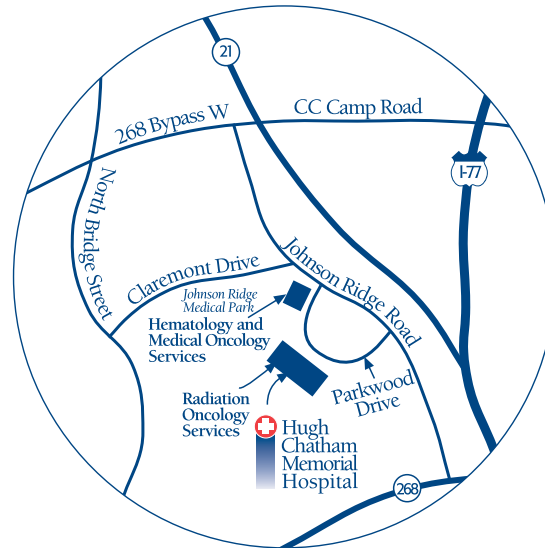 21
268 Bypass W
CC Camp Road
I-77
North Bridge Street
Johnson Ridge Road
Claremont Drive
Johnson Ridge
Medical Park
Hematology and
Medical Oncology
Services
Parkwood
Drive
Radiation
Oncology
Services
Hugh
Chatham
Memorial
Hospital
268